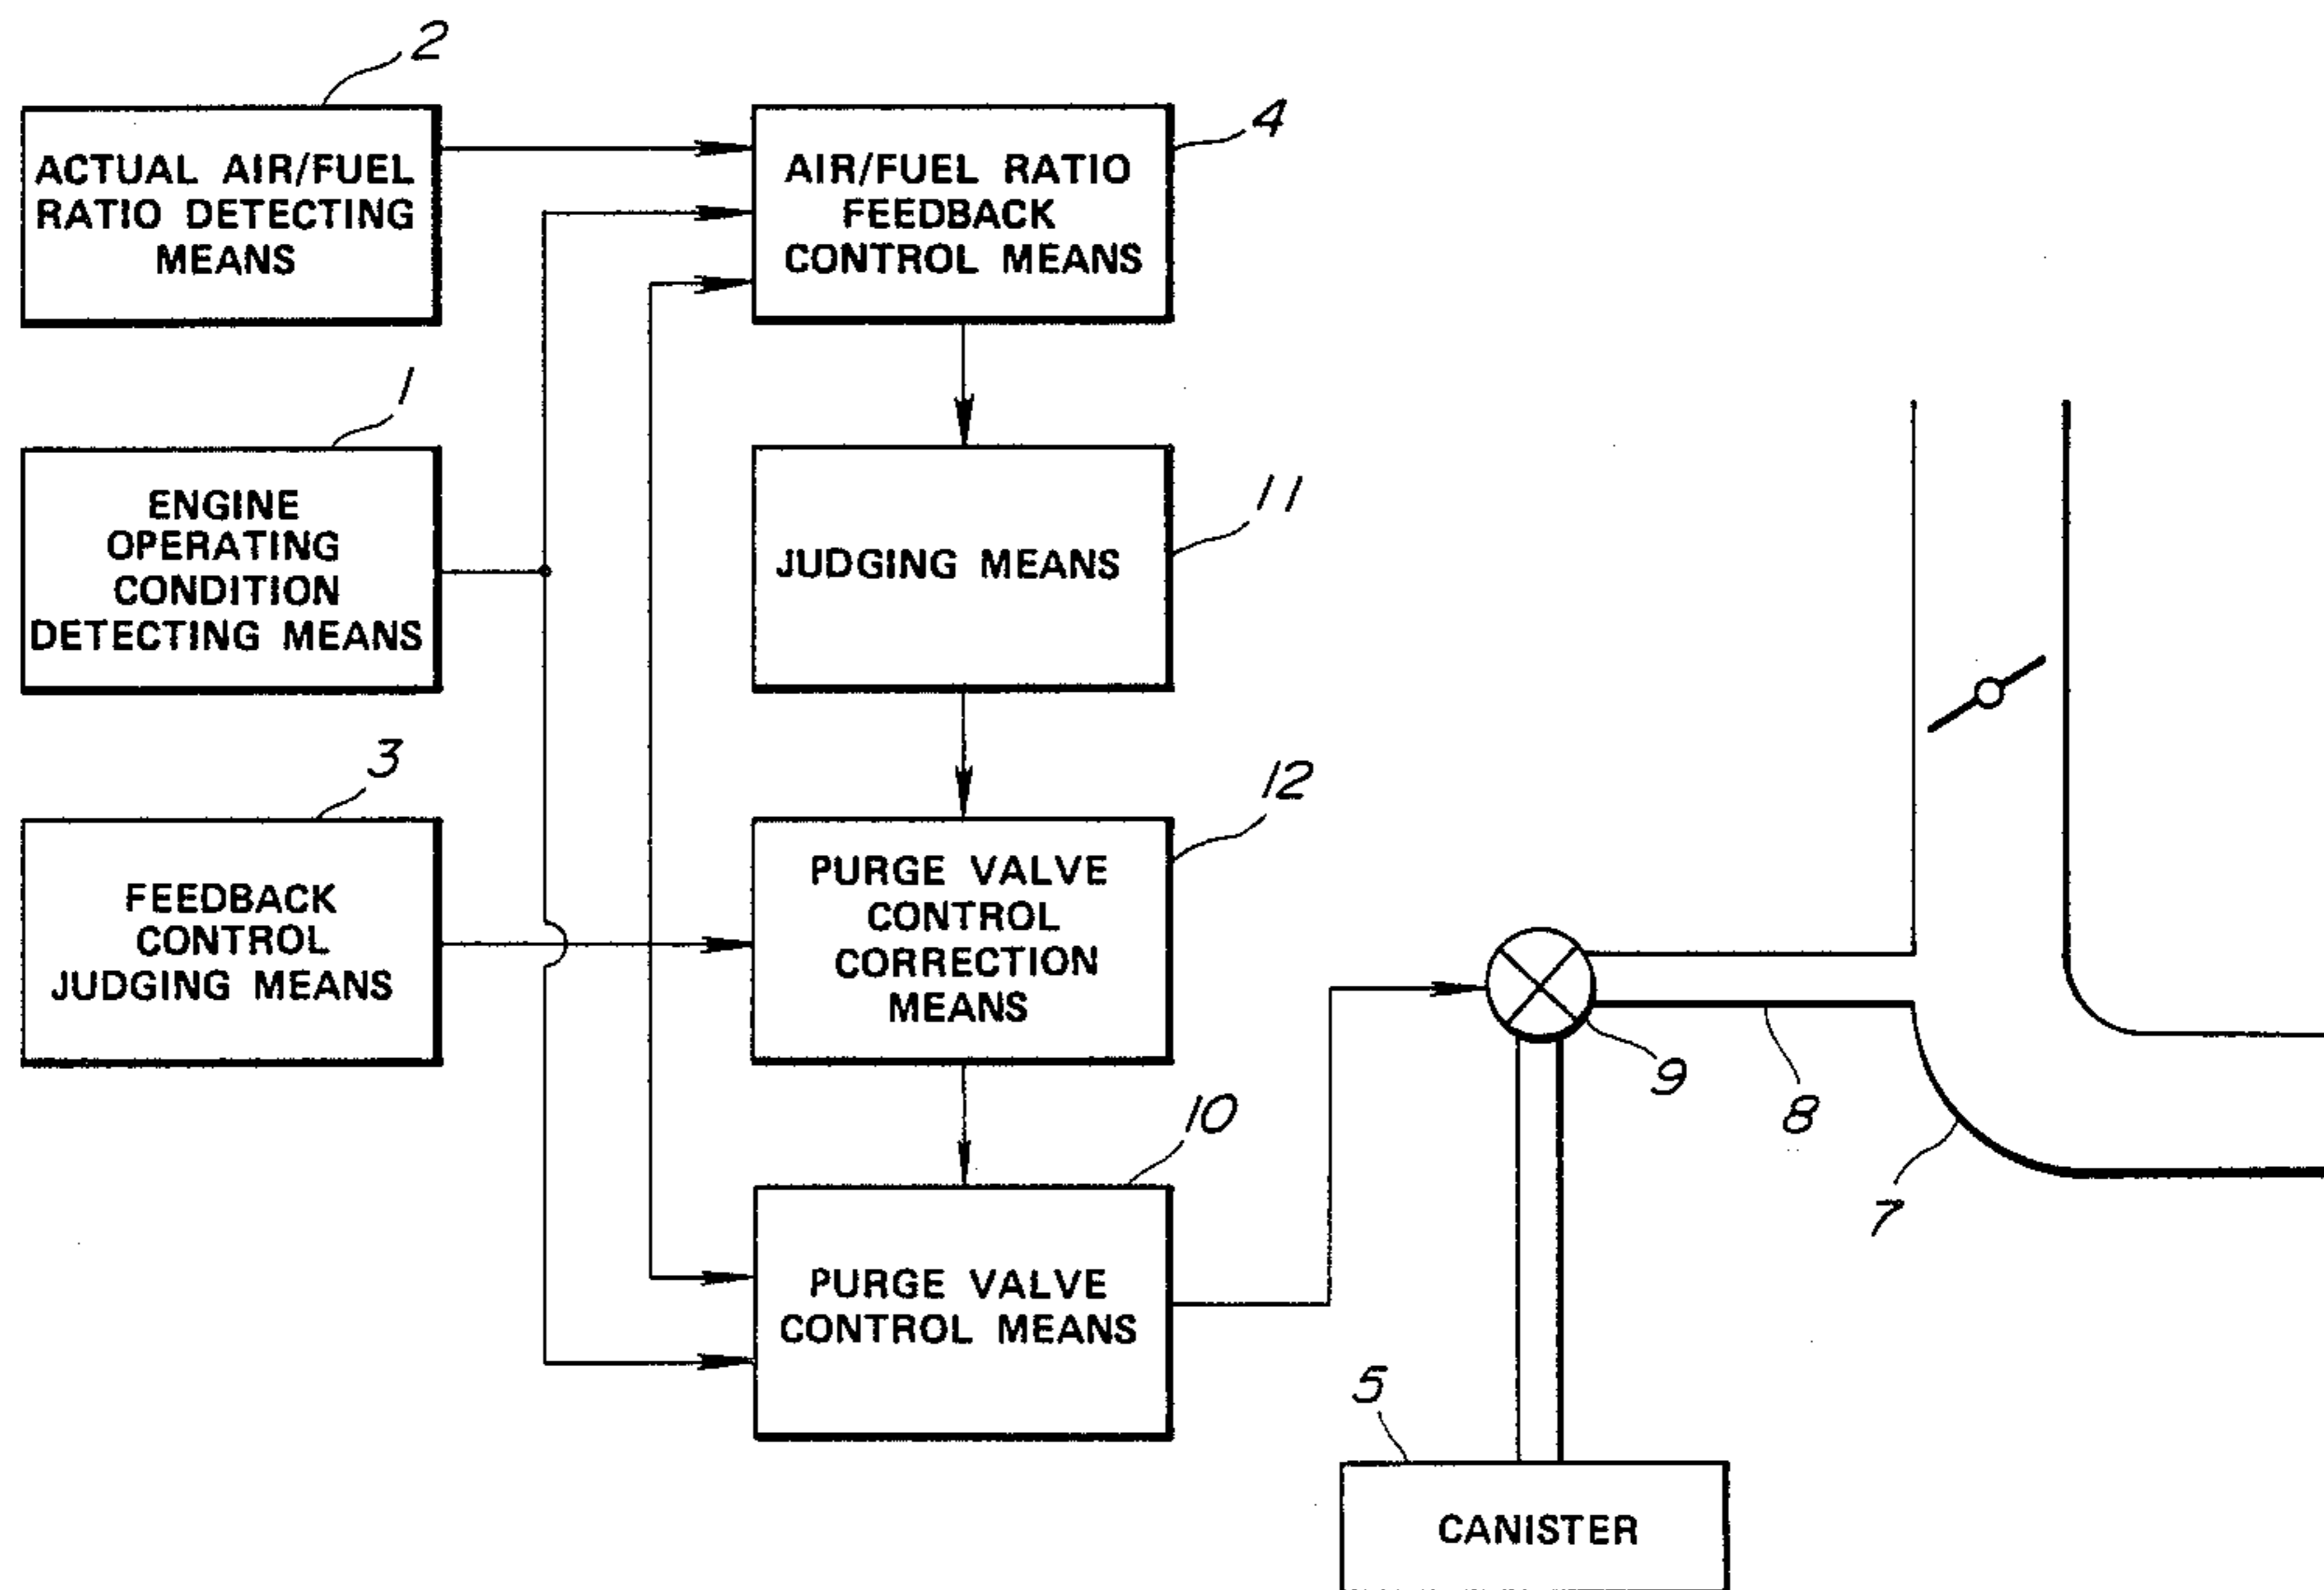 2
ACTUAL AIR/FUEL
RATIO DETECTING
MEANS
4
AIR/FUEL RATIO
FEEDBACK
CONTROL MEANS
1
ENGINE
OPERATING
CONDITION
DETECTING MEANS
11
JUDGING MEANS
3
FEEDBACK
CONTROL
JUDGING MEANS
12
PURGE VALVE
CONTROL
CORRECTION
MEANS
10
PURGE VALVE
CONTROL MEANS
9
8
7
5
CANISTER